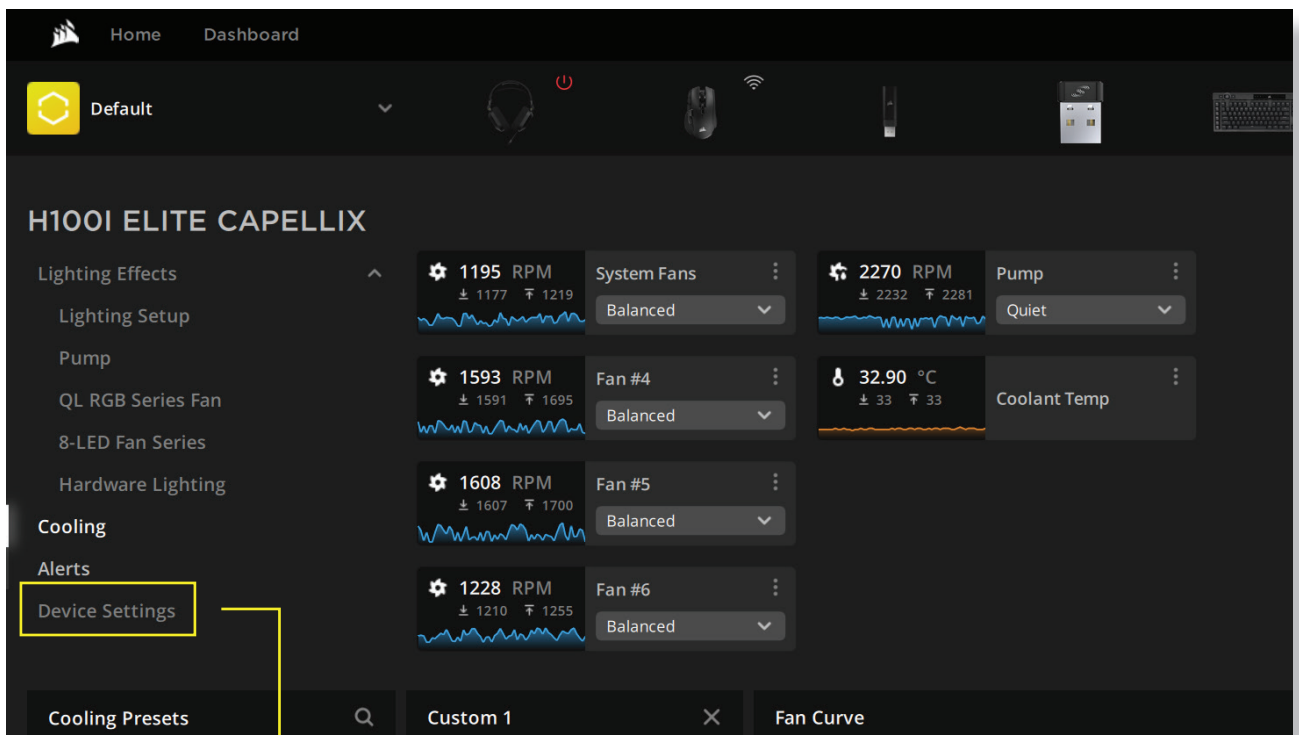 Home Dashboard
Default
H100I ELITE CAPELLIX
Lighting Effects
Lighting Setup
Pump
QL RGB Series Fan
8-LED Fan Series
Hardware Lighting
Cooling
Alerts
Device Settings
1195 RPM System Fans
1177 1219
Balanced
2270 RPM Pump
2232 2281
Quiet
1593 RPM Fan #4
1591 1695
Balanced
32.90 °C
33 33
Coolant Temp
1608 RPM Fan #5
1607 1700
Balanced
1228 RPM Fan #6
1210 1255
Balanced
Cooling Presets
Custom 1
Fan Curve